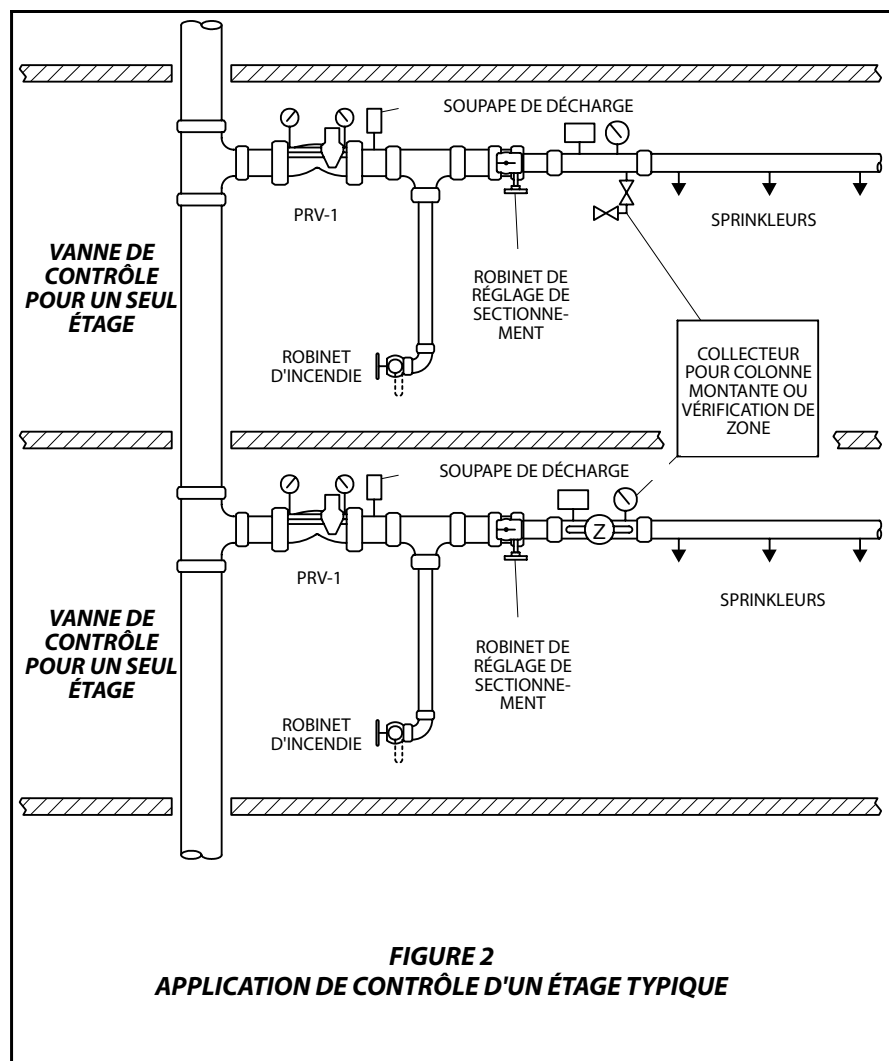 SOUPAPE DE DÉCHARGE
PRV-1
SPRINKLEURS
VANNE DE
CONTRÔLE
POUR UN SEUL
ÉTAGE
ROBINET DE
RÉGLAGE DE
SECTIONNE-
MENT
ROBINET
D'INCENDIE
COLLECTEUR
POUR COLONNE
MONTANTE OU
VÉRIFICATION DE
ZONE
SOUPAPE DE DÉCHARGE
Z
PRV-1
SPRINKLEURS
VANNE DE
CONTRÔLE
POUR UN SEUL
ÉTAGE
ROBINET DE
RÉGLAGE DE
SECTIONNE-
MENT
ROBINET
D'INCENDIE
FIGURE 2
APPLICATION DE CONTRÔLE D'UN ÉTAGE TYPIQUE